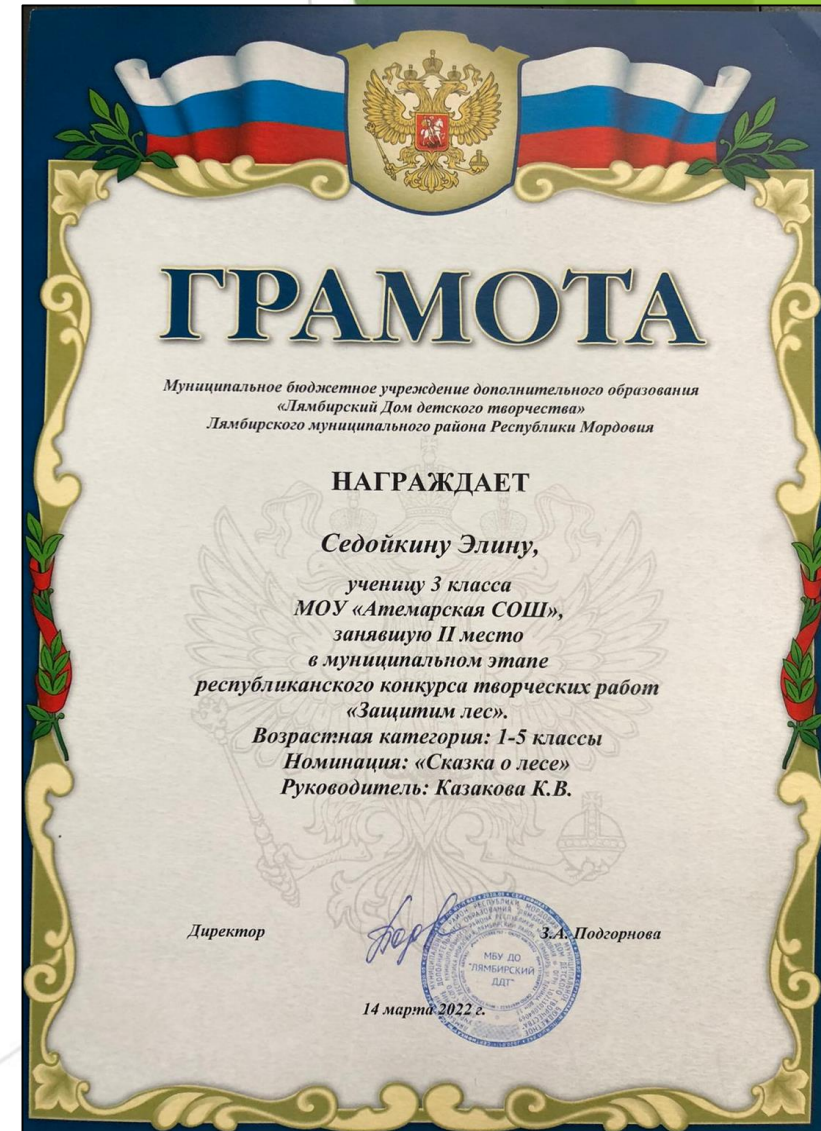 ГРАМОТА
Муниципальное бюджетное учреждение дополнительного образования
«Лямбирский Дом детского творчества»
Лямбирского муниципального района Республики Мордовия
НАГРАЖДАЕТ
Седойкину Элину,
ученицу 3 класса
МОУ «Атемарская СОШ»,
занявшую II место
в муниципальном этапе
республиканского конкурса творческих работ
«Защитим лес».
Возрастная категория: 1-5 классы
Номинация: «Сказка о лесе»
Руководитель: Казакова К.В.
Директор З.А. Подгорнова
МБУ ДО
"ЛЯМБИРСКИЙ
ДДТ"
14 марта 2022 г.